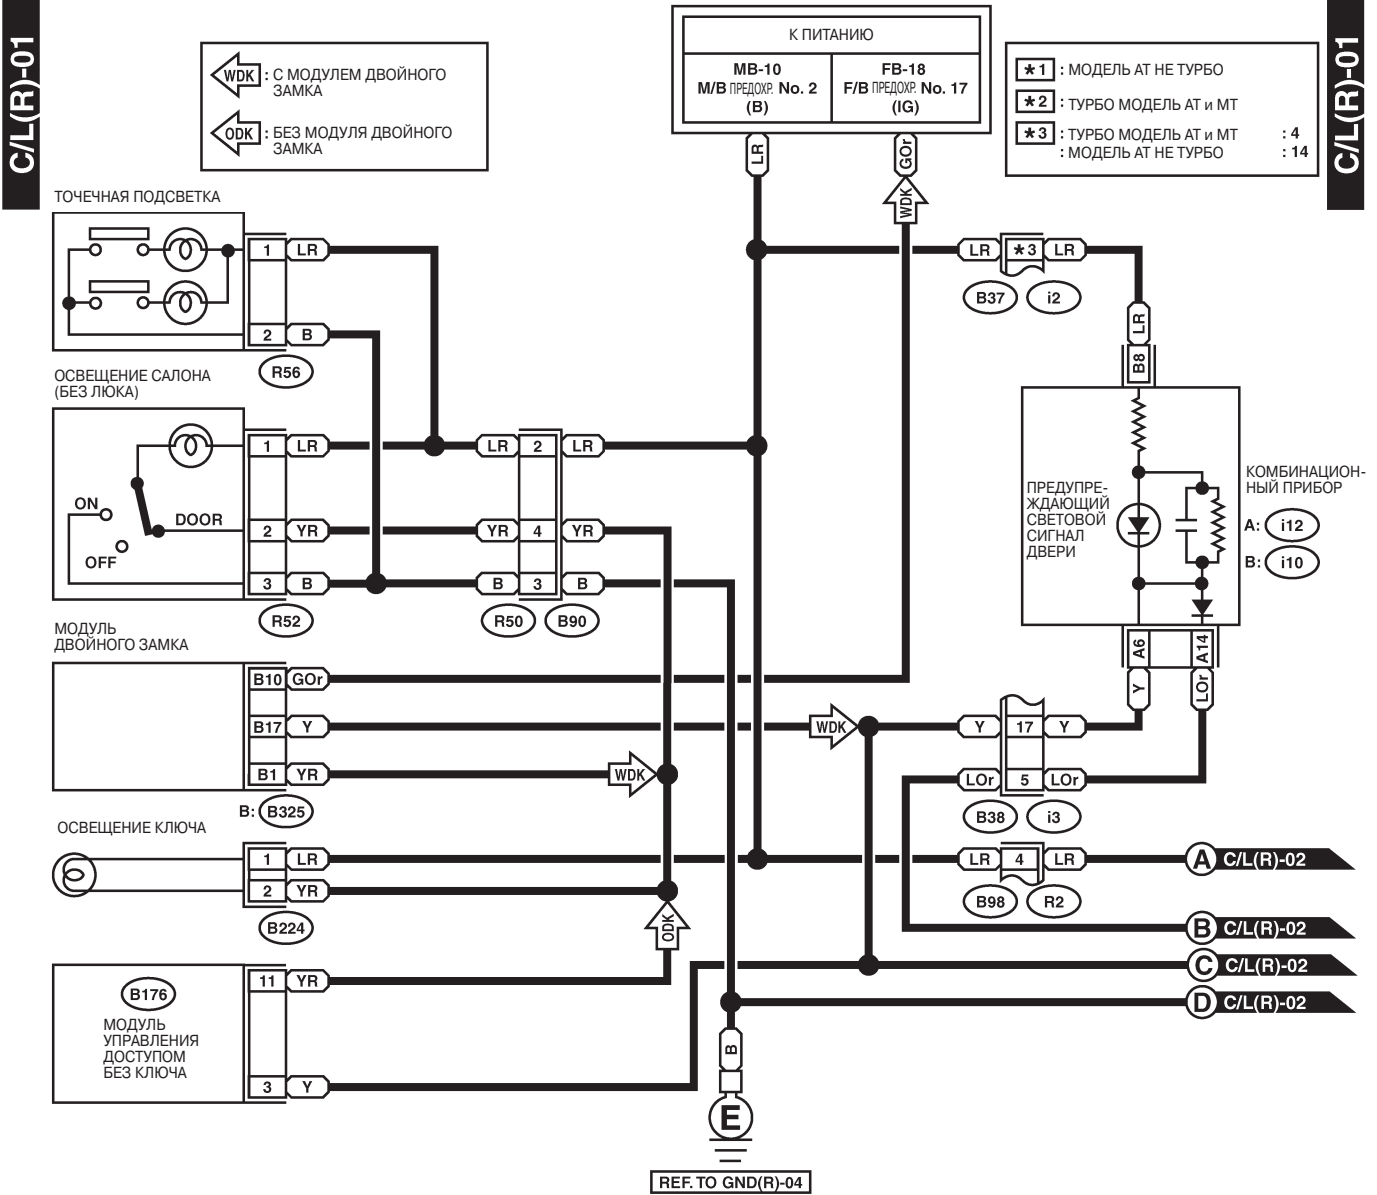 C/L(R)-01
WDK : С МОДУЛЕМ ДВОЙНОГО
ЗАМКА
ODK : БЕЗ МОДУЛЯ ДВОЙНОГО
ЗАМКА
К ПИТАНИЮ
MB-10
M/B ПРЕДОХР. No. 2
(B)
FB-18
F/B ПРЕДОХР. No. 17
(IG)
*1 : МОДЕЛЬ АТ НЕ ТУРБО
*2 : ТУРБО МОДЕЛЬ АТ и МТ
*3 : ТУРБО МОДЕЛЬ АТ и МТ : 4
: МОДЕЛЬ АТ НЕ ТУРБО : 14
C/L(R)-01
LR
GOr
WDK
ТОЧЕЧНАЯ ПОДСВЕТКА
1 LR
2 B
R56
LR *3 LR
B37 i2
LR
B8
ОСВЕЩЕНИЕ САЛОНА
(БЕЗ ЛЮКА)
ON
DOOR
OFF
1 LR
2 YR
3 B
R52
LR 2 LR
YR 4 YR
B 3 B
R50 B90
ПРЕДУПРЕ-
ЖДАЮЩИЙ
СВЕТОВОЙ
СИГНАЛ
ДВЕРИ
КОМБИНАЦИОН-
НЫЙ ПРИБОР
A: i12
B: i10
A6
A14
Y
LOr
МОДУЛЬ
ДВОЙНОГО ЗАМКА
B10 GOr
B17 Y
B1 YR
B: B325
WDK
WDK
Y 17 Y
LOr 5 LOr
B38 i3
ОСВЕЩЕНИЕ КЛЮЧА
1 LR
2 YR
B224
ODK
LR 4 LR
B98 R2
A C/L(R)-02
B C/L(R)-02
C C/L(R)-02
D C/L(R)-02
B176
МОДУЛЬ
УПРАВЛЕНИЯ
ДОСТУПОМ
БЕЗ КЛЮЧА
11 YR
3 Y
B
E
REF. TO GND(R)-04